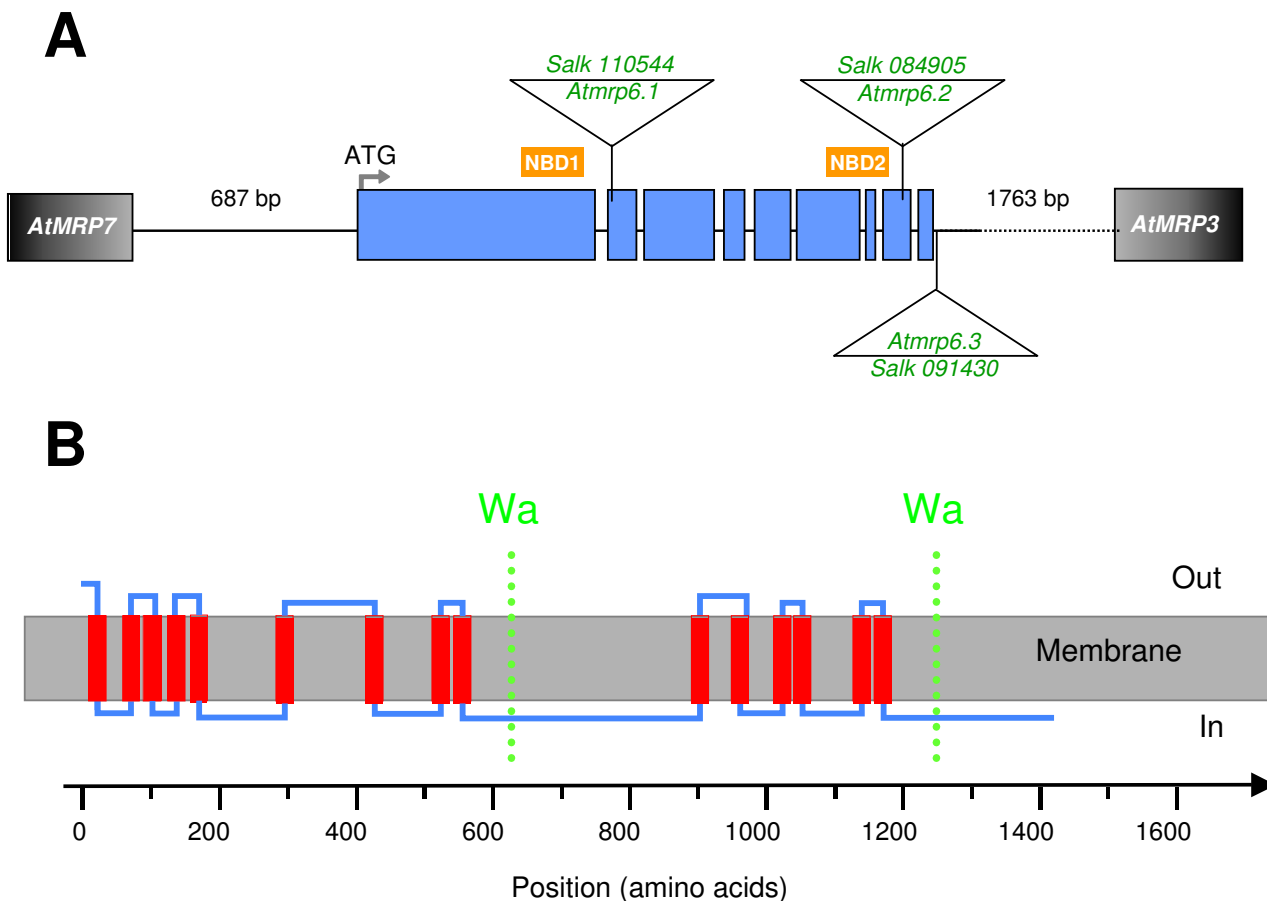 A
Salk 110544
Atmrp6.1
Salk 084905
Atmrp6.2
ATG
NBD1
NBD2
AtMRP7
687 bp
1763 bp
AtMRP3
Atmrp6.3
Salk 091430
B
Wa
Wa
Out
Membrane
In
0 200 400 600 800 1000 1200 1400 1600
Position (amino acids)